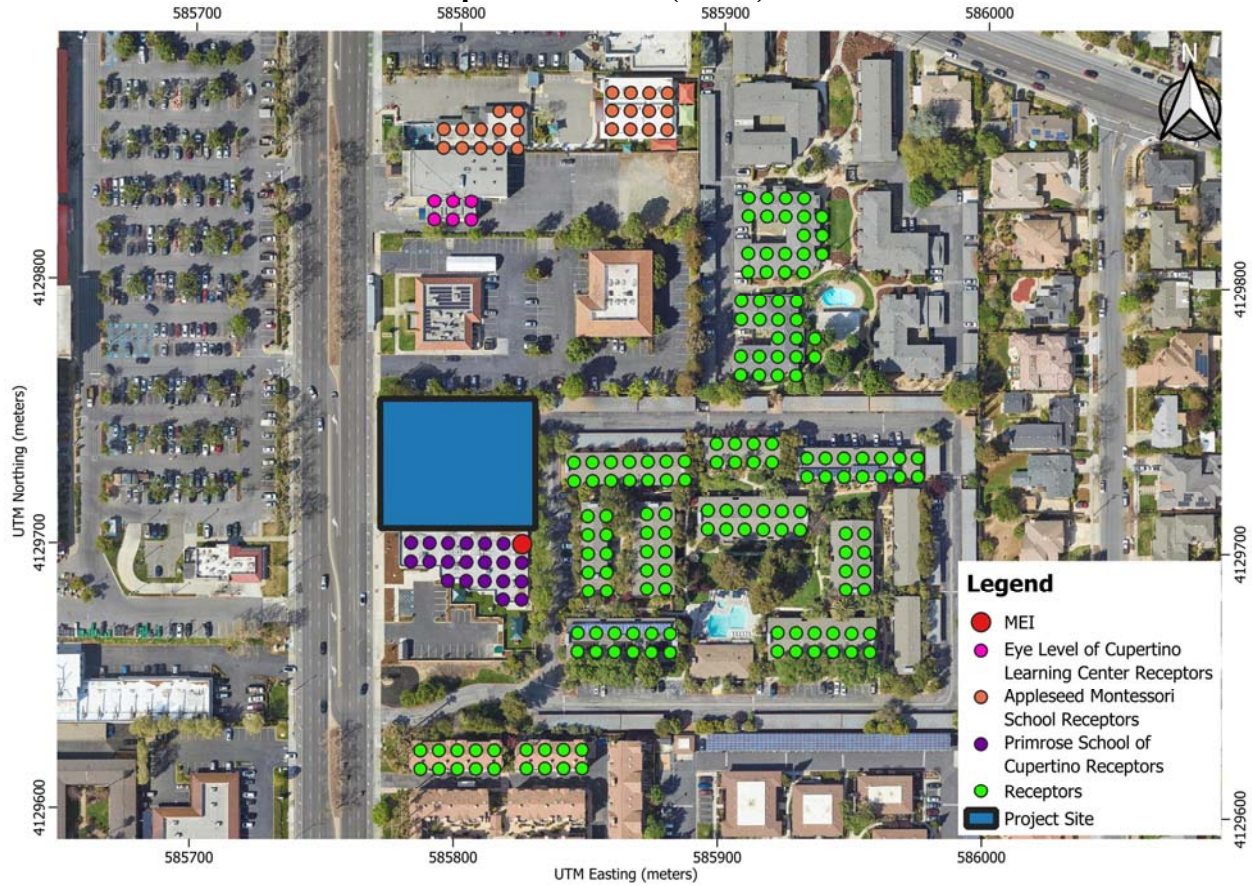 585700
585800
585900
586000
N
4129800
4129800
UTM Northing (meters)
4129700
4129700
Legend
MEI
Eye Level of Cupertino
Learning Center Receptors
Appleseed Montessori
School Receptors
Primrose School of
Cupertino Receptors
Receptors
Project Site
4129600
4129600
585700
585800
585900
586000
UTM Easting (meters)